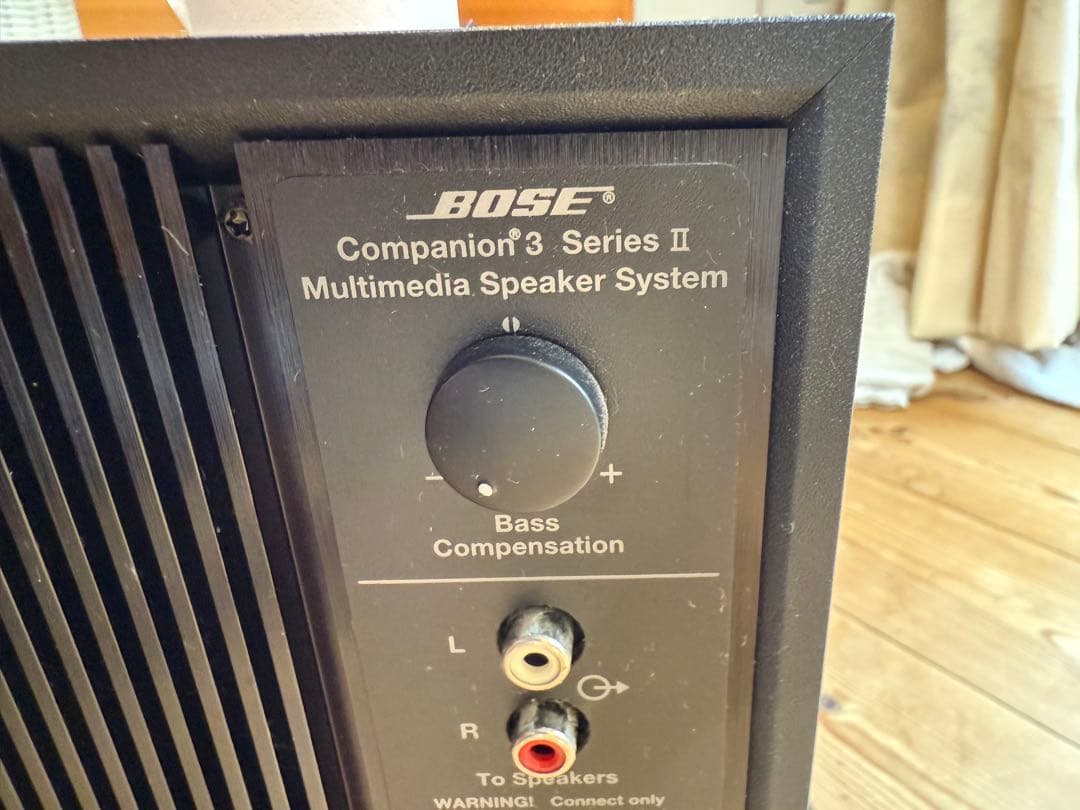 BOSE®
Companion®3 Series II
Multimedia Speaker System
- +
Bass
Compensation
L
R
To Speakers
WARNING! Connect only